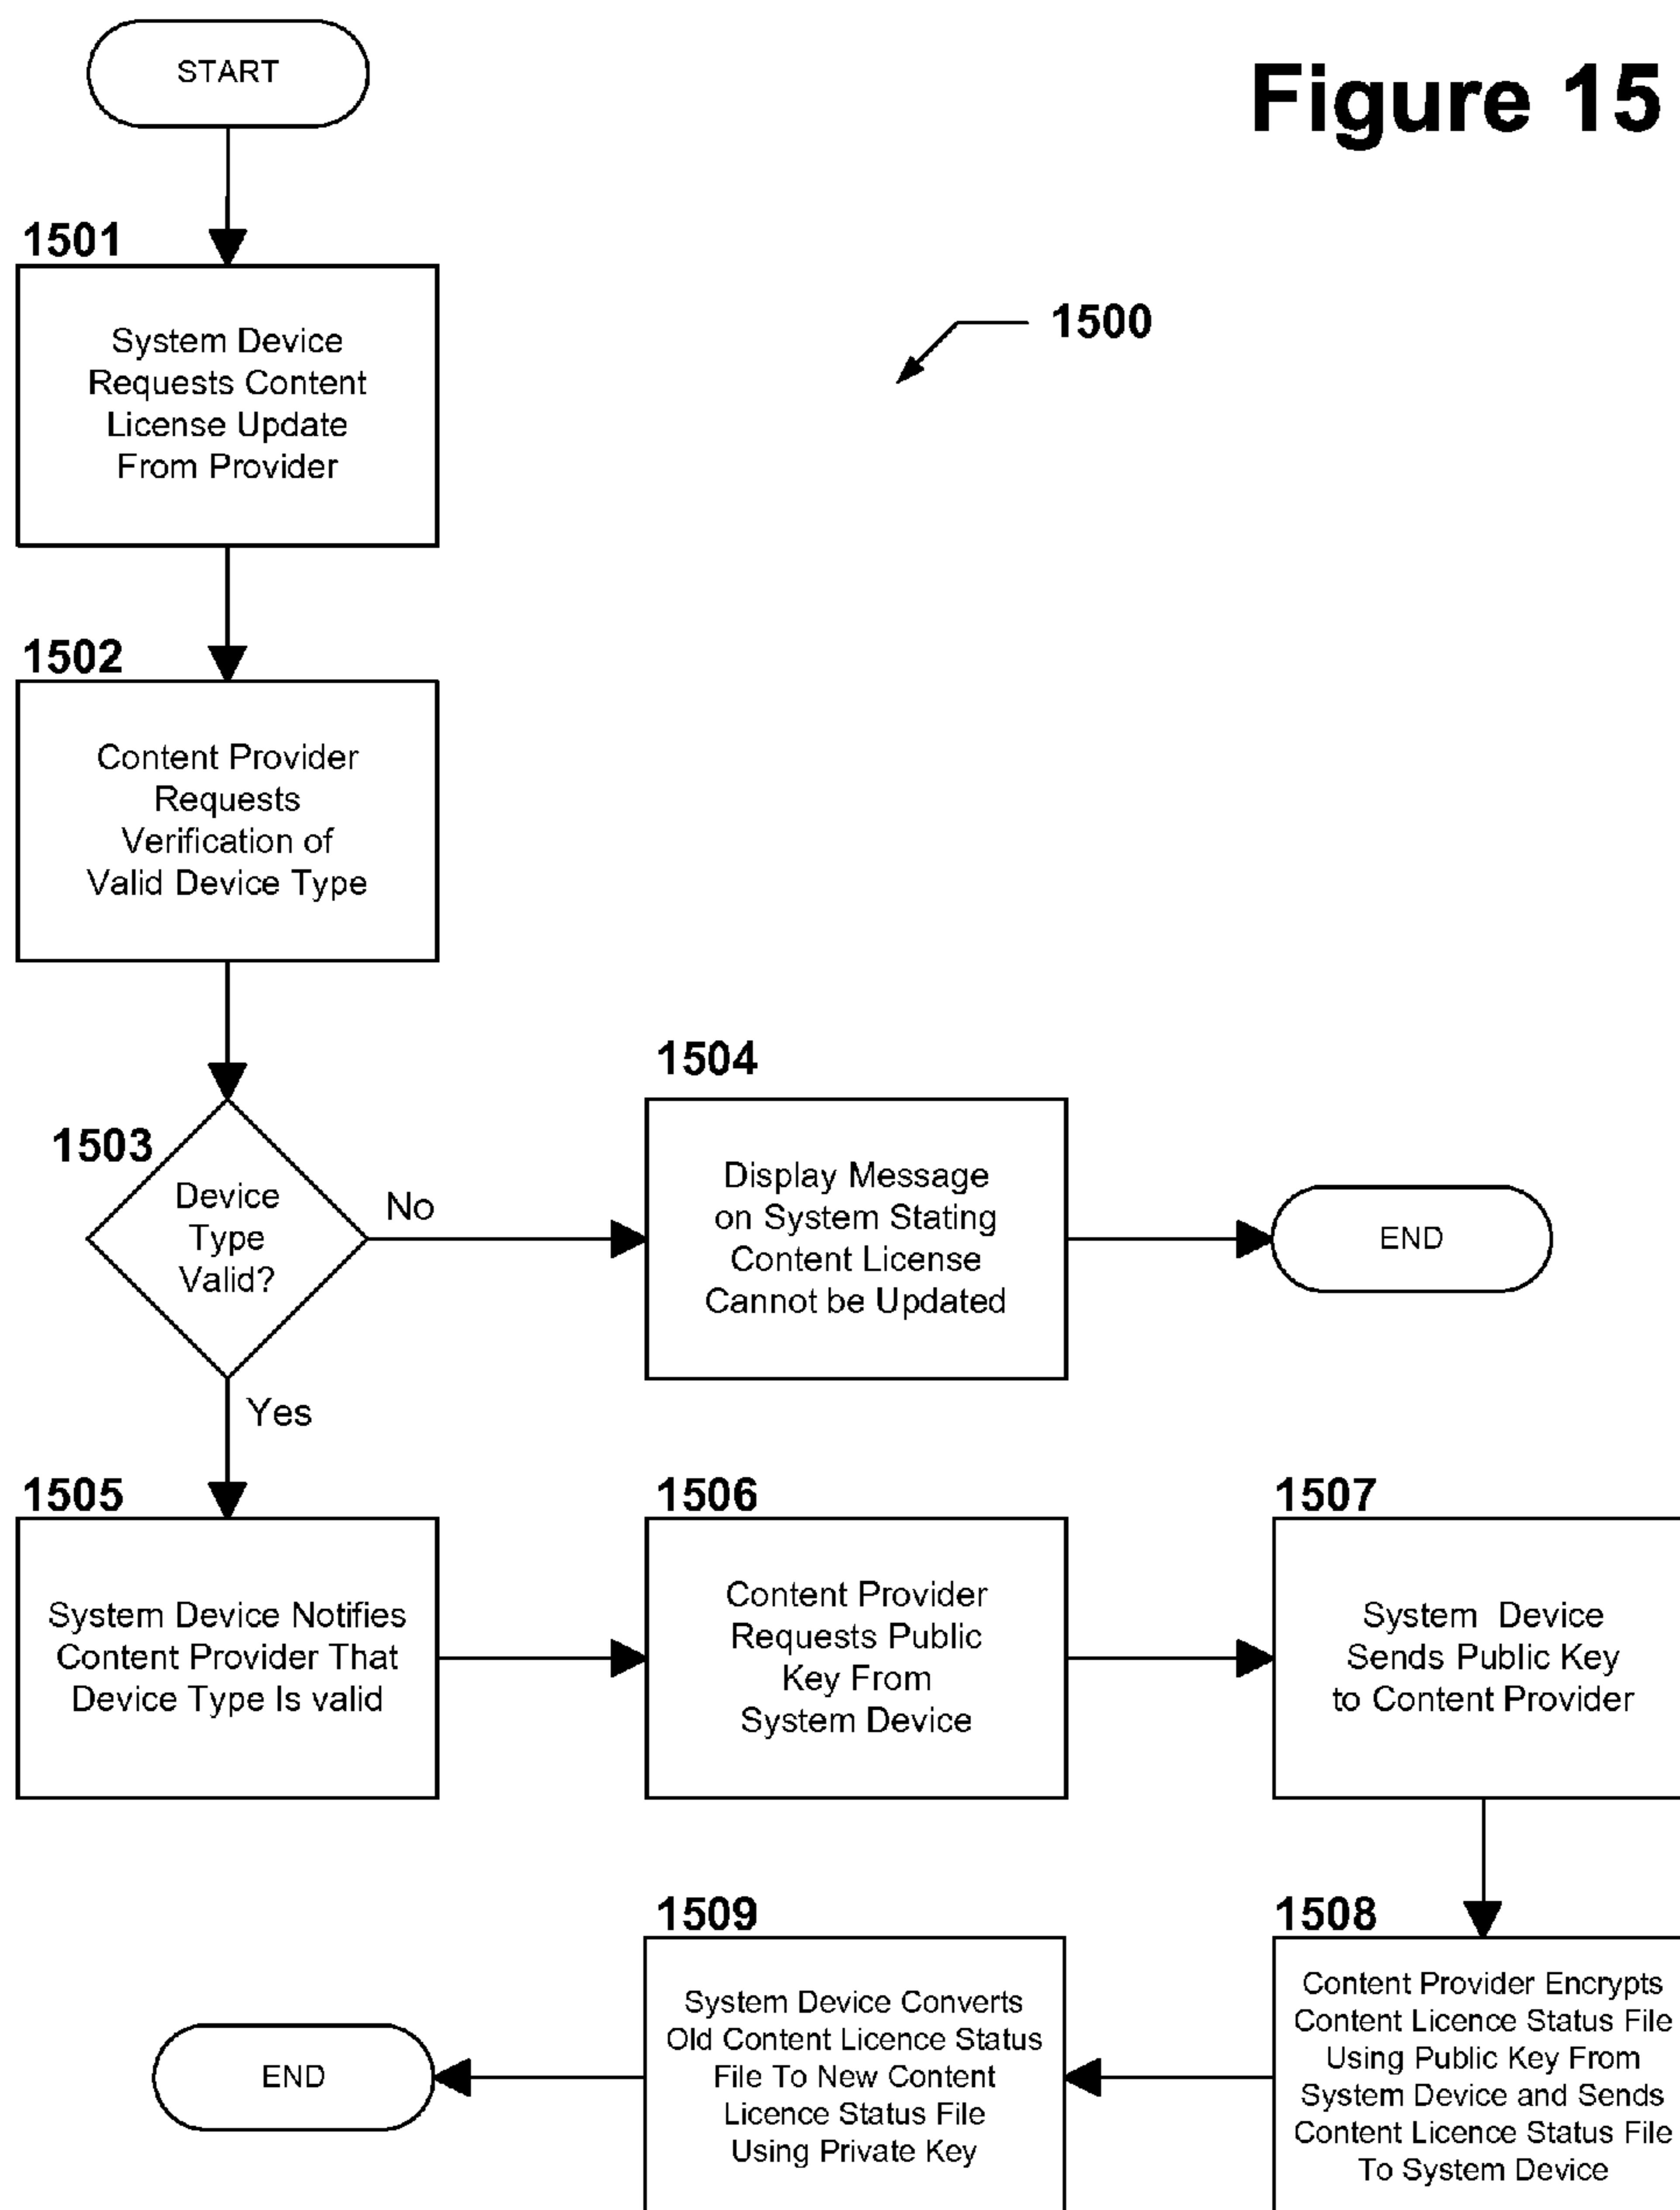 START
Figure 15
1501
System Device
Requests Content
License Update
From Provider
1500
1502
Content Provider
Requests
Verification of
Valid Device Type
1503
Device
Type
Valid?
No
1504
Display Message
on System Stating
Content License
Cannot be Updated
END
Yes
1505
System Device Notifies
Content Provider That
Device Type Is valid
1506
Content Provider
Requests Public
Key From
System Device
1507
System Device
Sends Public Key
to Content Provider
1508
Content Provider Encrypts
Content Licence Status File
Using Public Key From
System Device and Sends
Content Licence Status File
To System Device
1509
System Device Converts
Old Content Licence Status
File To New Content
Licence Status File
Using Private Key
END